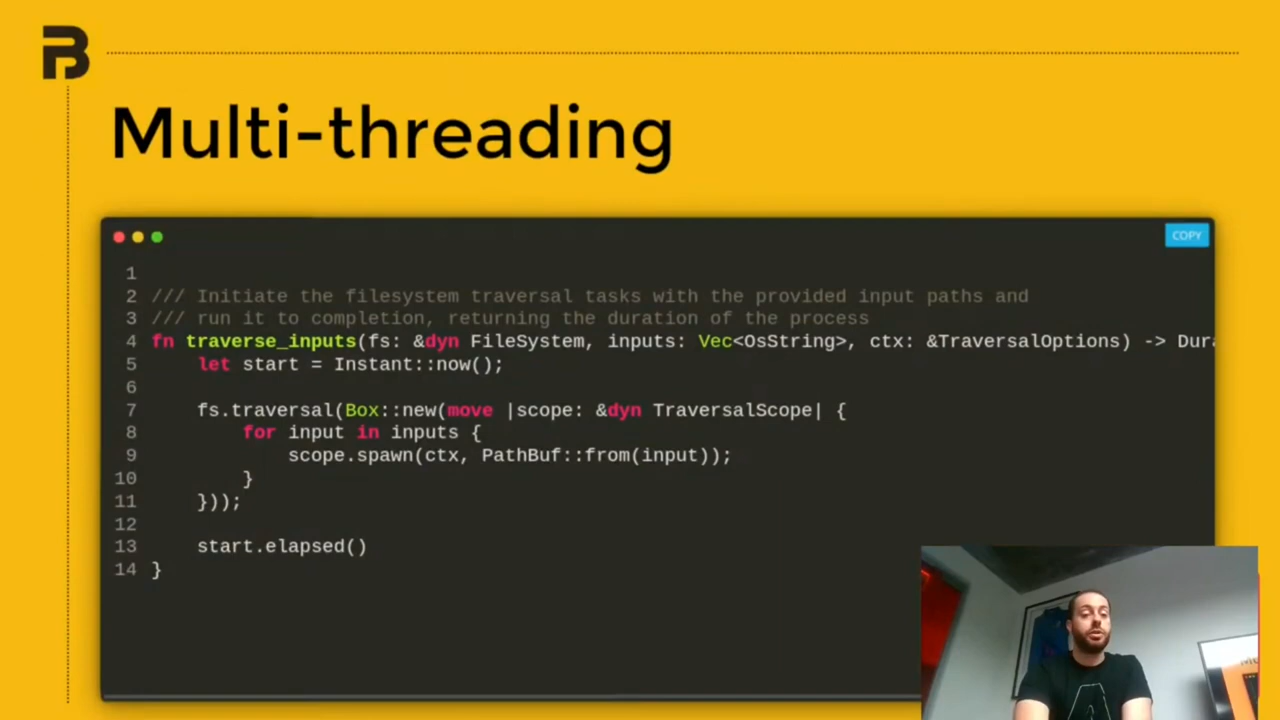 B
Multi-threading
COPY
1
2 /// Initiate the filesystem traversal tasks with the provided input paths and
3 /// run it to completion, returning the duration of the process
4 fn traverse_inputs(fs: &dyn FileSystem, inputs: Vec<OsString>, ctx: &TraversalOptions) -> Dur
5 let start = Instant::now();
6
7 fs.traversal(Box::new(move |scope: &dyn TraversalScope| {
8 for input in inputs {
9 scope.spawn(ctx, PathBuf::from(input));
10 }
11 }));
12
13 start.elapsed()
14 }